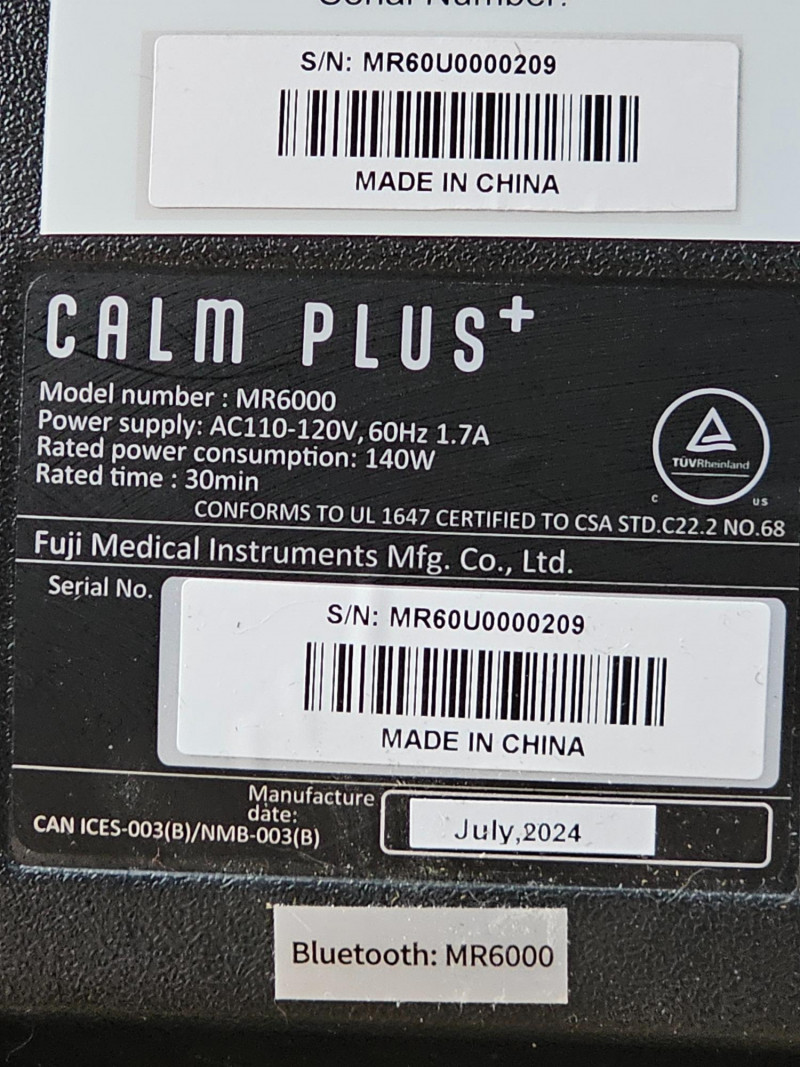 Serial Number:
S/N: MR60U0000209
MADE IN CHINA
CALM PLUS+
Model number : MR6000
Power supply: AC110-120V, 60Hz 1.7A
Rated power consumption: 140W
Rated time : 30min
TÜVRheinland
C US
CONFORMS TO UL 1647 CERTIFIED TO CSA STD.C22.2 NO.68
Fuji Medical Instruments Mfg. Co., Ltd.
Serial No.
S/N: MR60U0000209
MADE IN CHINA
Manufacture
date:
CAN ICES-003(B)/NMB-003(B)
July,2024
Bluetooth: MR6000